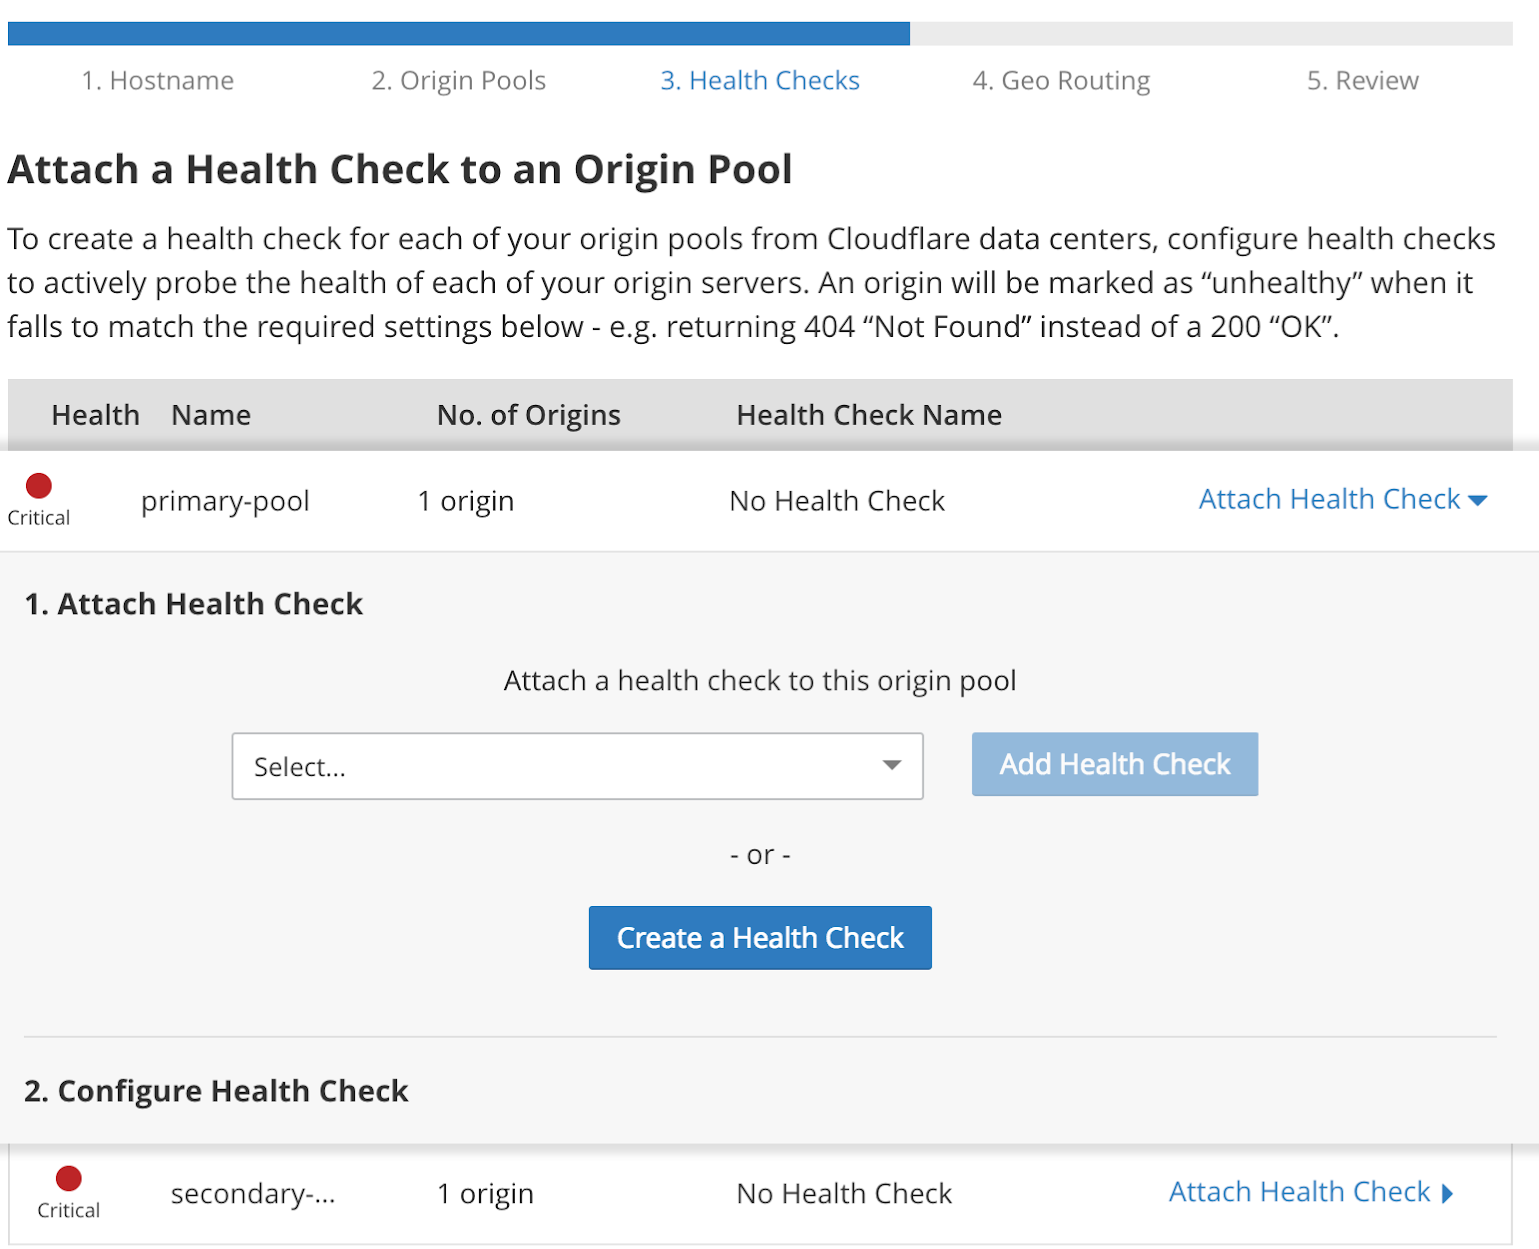 1. Hostname 2. Origin Pools 3. Health Checks 4. Geo Routing 5. Review
Attach a Health Check to an Origin Pool
To create a health check for each of your origin pools from Cloudflare data centers, configure health checks
to actively probe the health of each of your origin servers. An origin will be marked as “unhealthy” when it
falls to match the required settings below - e.g. returning 404 “Not Found” instead of a 200 “OK”.
Health Name No. of Origins Health Check Name
Critical primary-pool 1 origin No Health Check Attach Health Check
1. Attach Health Check
Attach a health check to this origin pool
Select... Add Health Check
- or -
Create a Health Check
2. Configure Health Check
Critical secondary-... 1 origin No Health Check Attach Health Check